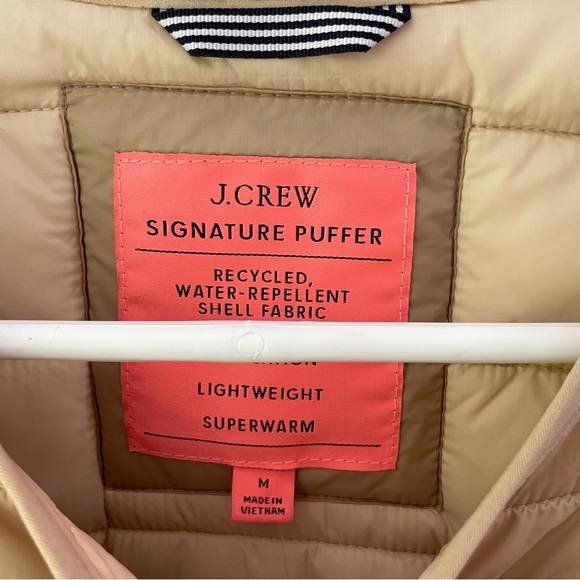 J.CREW
SIGNATURE PUFFER
RECYCLED,
WATER-REPELLENT
SHELL FABRIC
LIGHTWEIGHT
SUPERWARM
M
MADE IN
VIETNAM